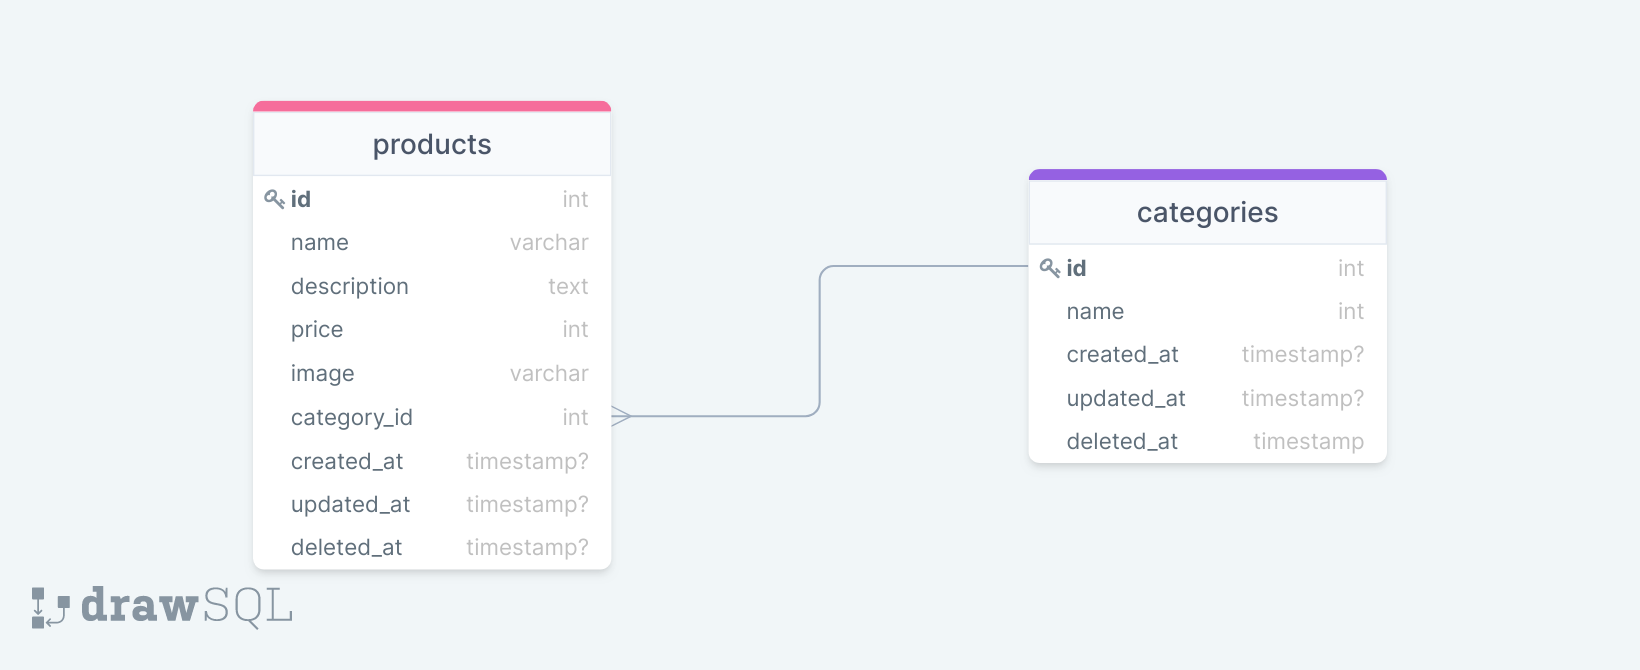 products
id int
name varchar
description text
price int
image varchar
category_id int
created_at timestamp?
updated_at timestamp?
deleted_at timestamp?
categories
id int
name int
created_at timestamp?
updated_at timestamp?
deleted_at timestamp
drawSQL